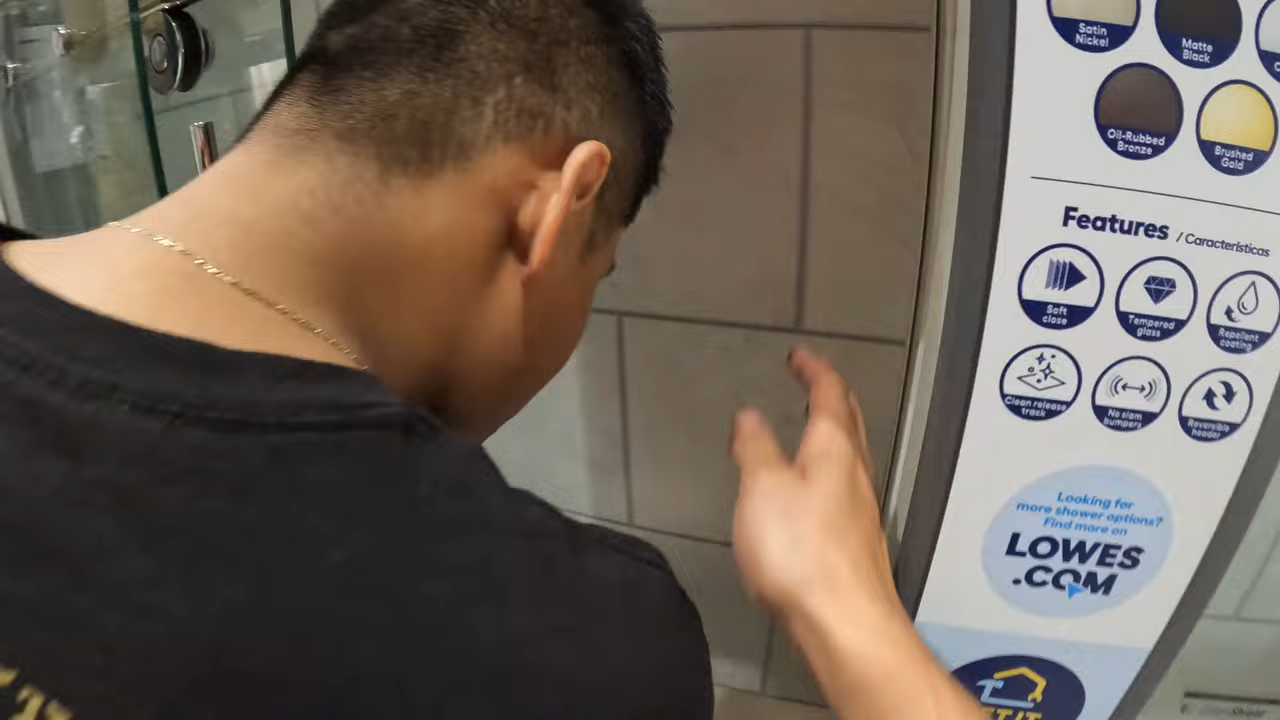 Satin
Nickel
Matte
Black
Oil-Rubbed
Bronze
Brushed
Gold
Features / Características
Soft
close
Tempered
glass
Repellent
coating
Clean release
track
No slam
bumpers
Reversible
header
Looking for
more shower options?
Find more on
LOWES
.COM